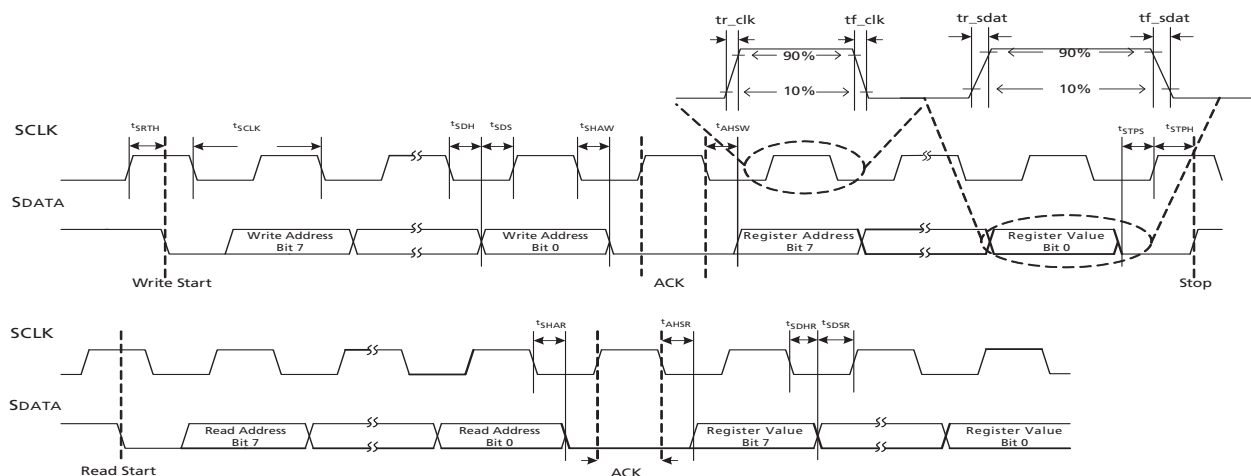 tr_clk tf_clk tr_sdat tf_sdat
90% 90%
10% 10%
SCLK tSRTH tSCLK tSDH tSDS tSHAW tAHSW tSTPS tSTPH
SDATA
Write Address Bit 7
Write Address Bit 0
Register Address Bit 7
Register Value Bit 0
Write Start ACK Stop
SCLK tSHAR tAHSR tSDHR tSDSR
SDATA
Read Address Bit 7
Read Address Bit 0
Register Value Bit 7
Register Value Bit 0
Read Start ACK